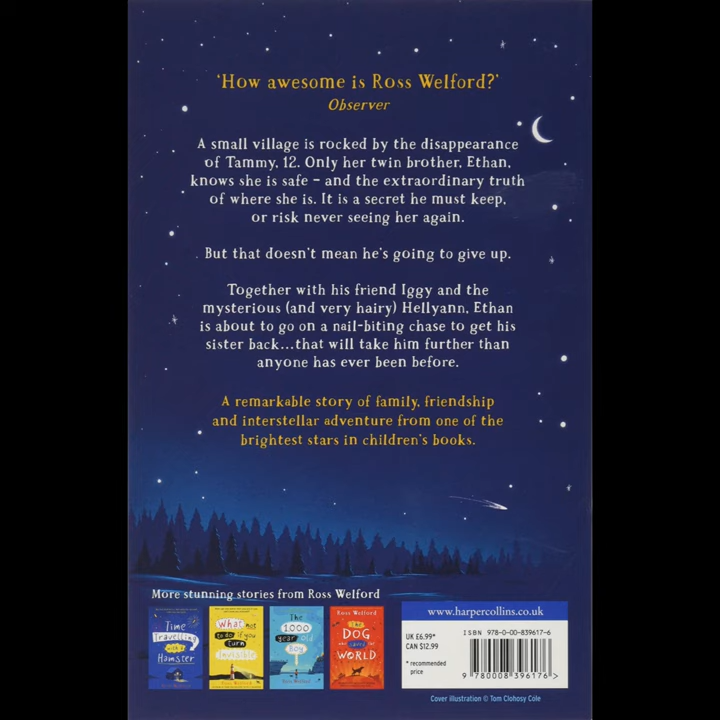 ‘How awesome is Ross Welford?’
Observer
A small village is rocked by the disappearance
of Tammy, 12. Only her twin brother, Ethan,
knows she is safe – and the extraordinary truth
of where she is. It is a secret he must keep,
or risk never seeing her again.
But that doesn't mean he's going to give up.
Together with his friend Iggy and the
mysterious (and very hairy) Hellyann, Ethan
is about to go on a nail-biting chase to get his
sister back...that will take him further than
anyone has ever been before.
A remarkable story of family, friendship
and interstellar adventure from one of the
brightest stars in children's books.
More stunning stories from Ross Welford
Time
Travelling
with a
Hamster
What not
to do if you
turn
invisible
The
1,000
year old
Boy
Ross Welford
The
DOG
who saved the
WORLD
www.harpercollins.co.uk
UK £6.99*
CAN $12.99
* recommended
price
ISBN 978-0-00-839617-6
9 780008 396176 >
Cover illustration © Tom Clohosy Cole